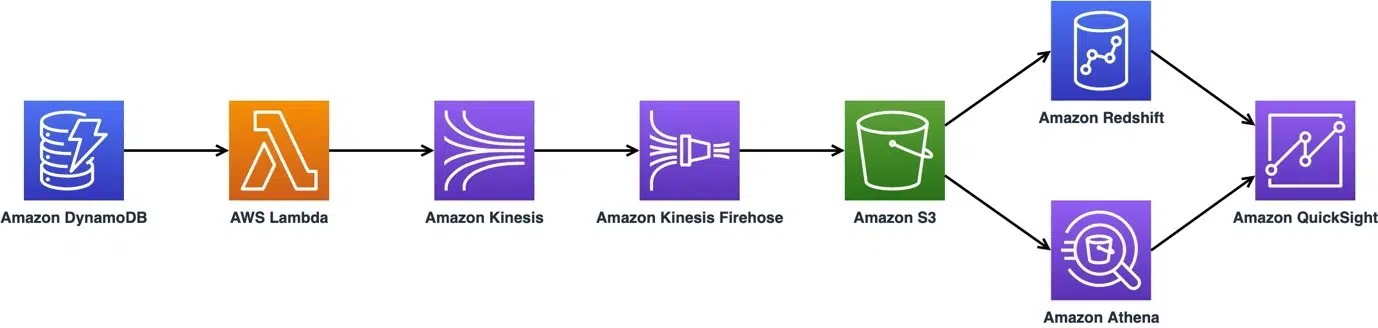 Amazon DynamoDB
AWS Lambda
Amazon Kinesis
Amazon Kinesis Firehose
Amazon S3
Amazon Redshift
Amazon Athena
Amazon QuickSight